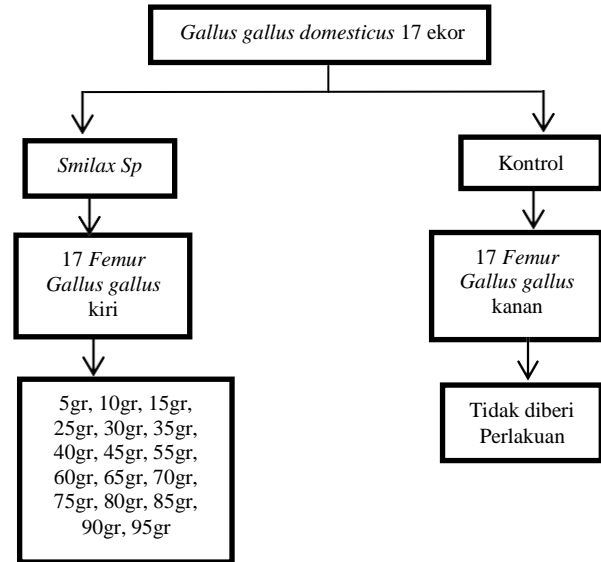 Gallus gallus domesticus 17 ekor
Smilax Sp
Kontrol
17 Femur
Gallus gallus
kiri
17 Femur
Gallus gallus
kanan
5gr, 10gr, 15gr,
25gr, 30gr, 35gr,
40gr, 45gr, 55gr,
60gr, 65gr, 70gr,
75gr, 80gr, 85gr,
90gr, 95gr
Tidak diberi
Perlakuan